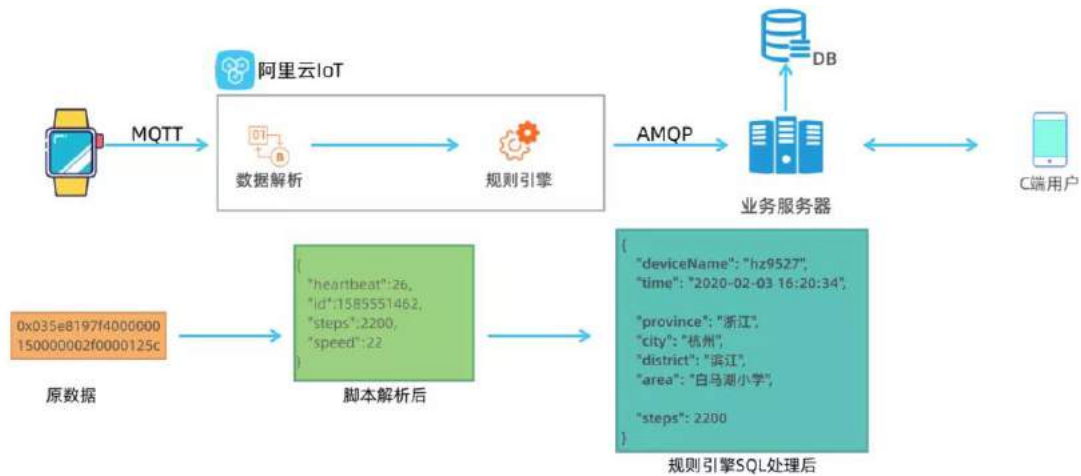 阿里云IoT
DB
MQTT
AMQP
01
B
数据解析
规则引擎
业务服务器
C端用户
0x035e8197f4000000
150000002f0000125c
原数据
{
"heartbeat":26,
"id":1585551462,
"steps":2200,
"speed":22
}
脚本解析后
{
"deviceName": "hz9527",
"time": "2020-02-03 16:20:34",
"province": "浙江",
"city": "杭州",
"district": "滨江",
"area": "白马湖小学",
"steps": 2200
}
规则引擎SQL处理后